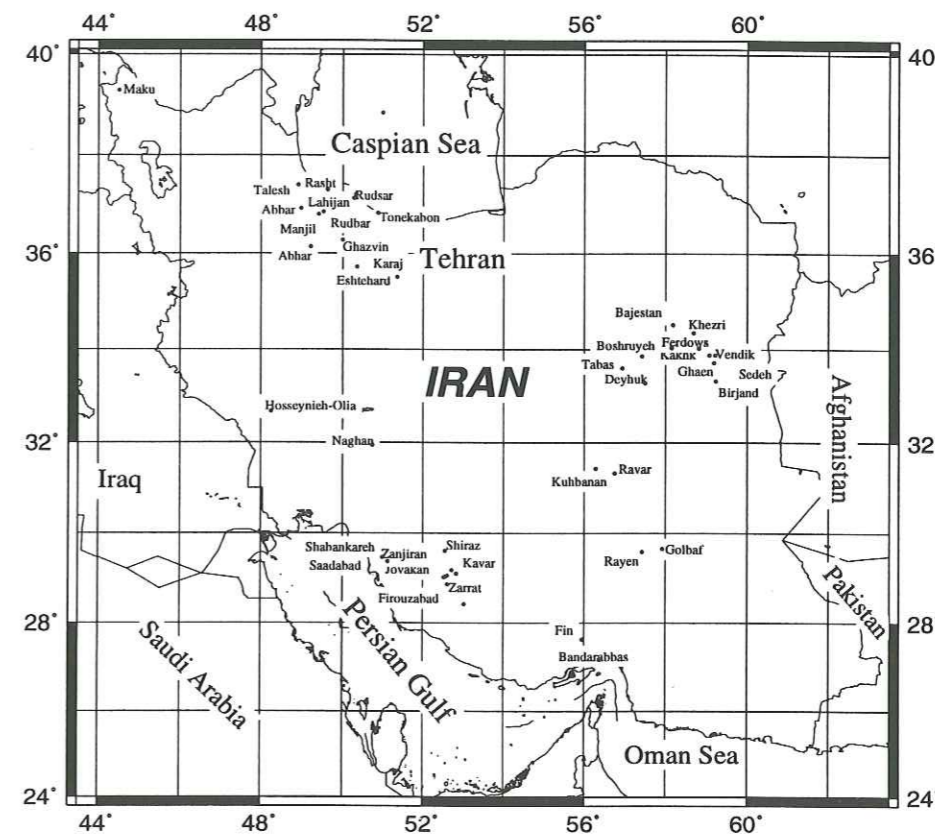 44° 48° 52° 56° 60°
40° 40°
Maku
Caspian Sea
Talesh Rasht
Rudsar
Lahijan
Abbar
Tonekabon
Rudbar
Manjil
Ghazvin
36° 36°
Abhar
Karaj Tehran
Eshtehard
Bajestan
Khezri
Ferdows
Boshruyeh
Vendik
Tabas
Ghaen Sedeh
Deyhuk
Birjand
IRAN
Afghanistan
Hosseynieh-Olia
32° 32°
Naghan
Ravar
Iraq
Kuhbanan
Shabankareh Shiraz
Zanjiran
Golbaf
Saadabad Kavar
Jovakan
Rayen
Zarrat
Firouzabad
Pakistan
28° 28°
Fin
Saudi Arabia
Persian Gulf
Bandarabbas
Oman Sea
24° 24°
44° 48° 52° 56° 60°